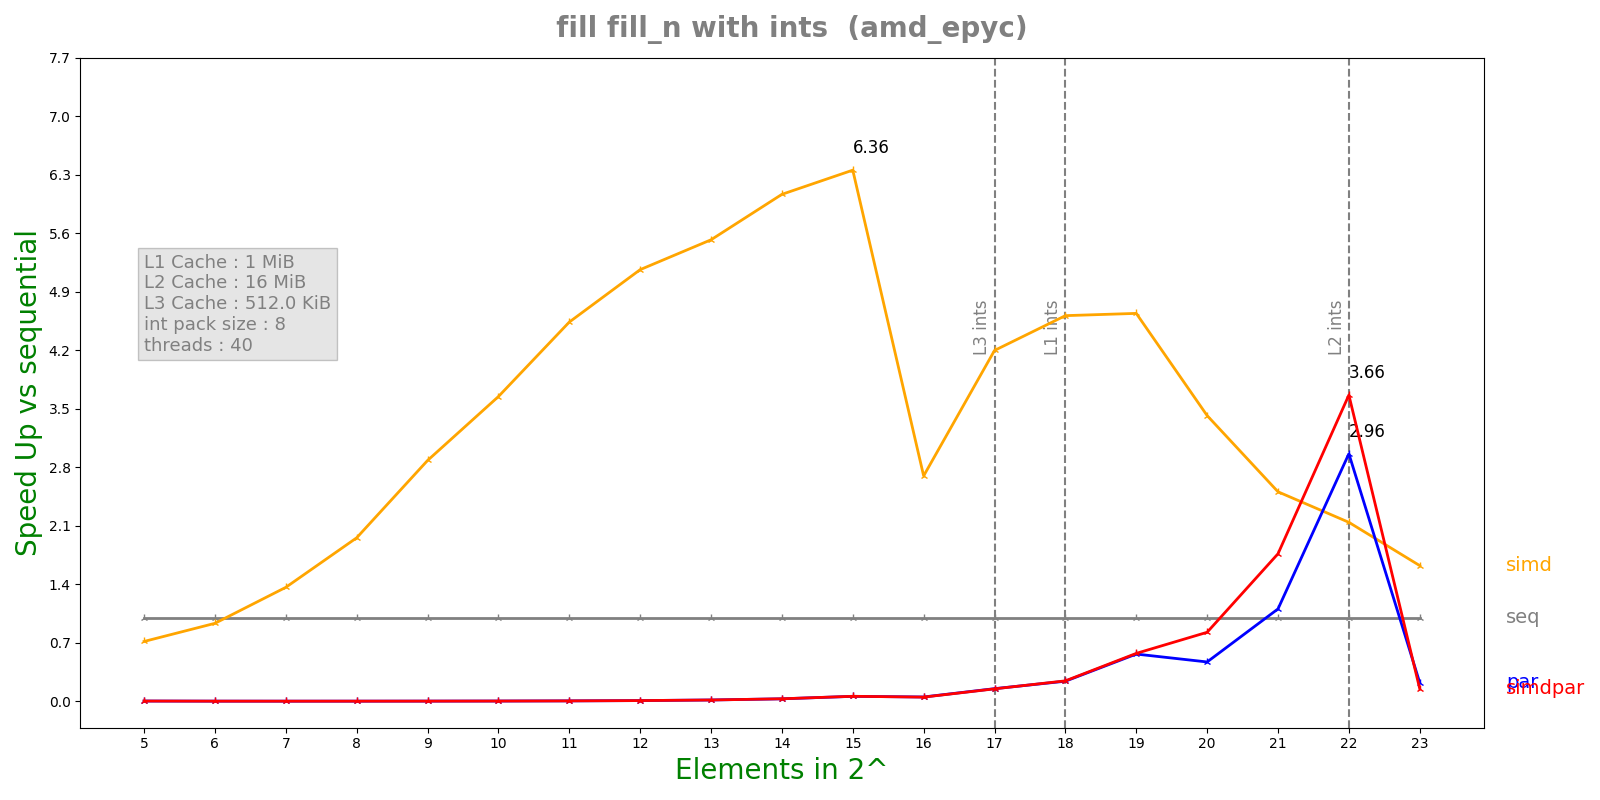 fill fill_n with ints (amd_epyc)
Speed Up vs sequential
7.7
7.0
6.3
5.6
4.9
4.2
3.5
2.8
2.1
1.4
0.7
0.0
L1 Cache : 1 MiB
L2 Cache : 16 MiB
L3 Cache : 512.0 KiB
int pack size : 8
threads : 40
6.36
L3 ints
L1 ints
L2 ints
3.66
2.96
simd
seq
par
simdpar
5 6 7 8 9 10 11 12 13 14 15 16 17 18 19 20 21 22 23
Elements in 2^